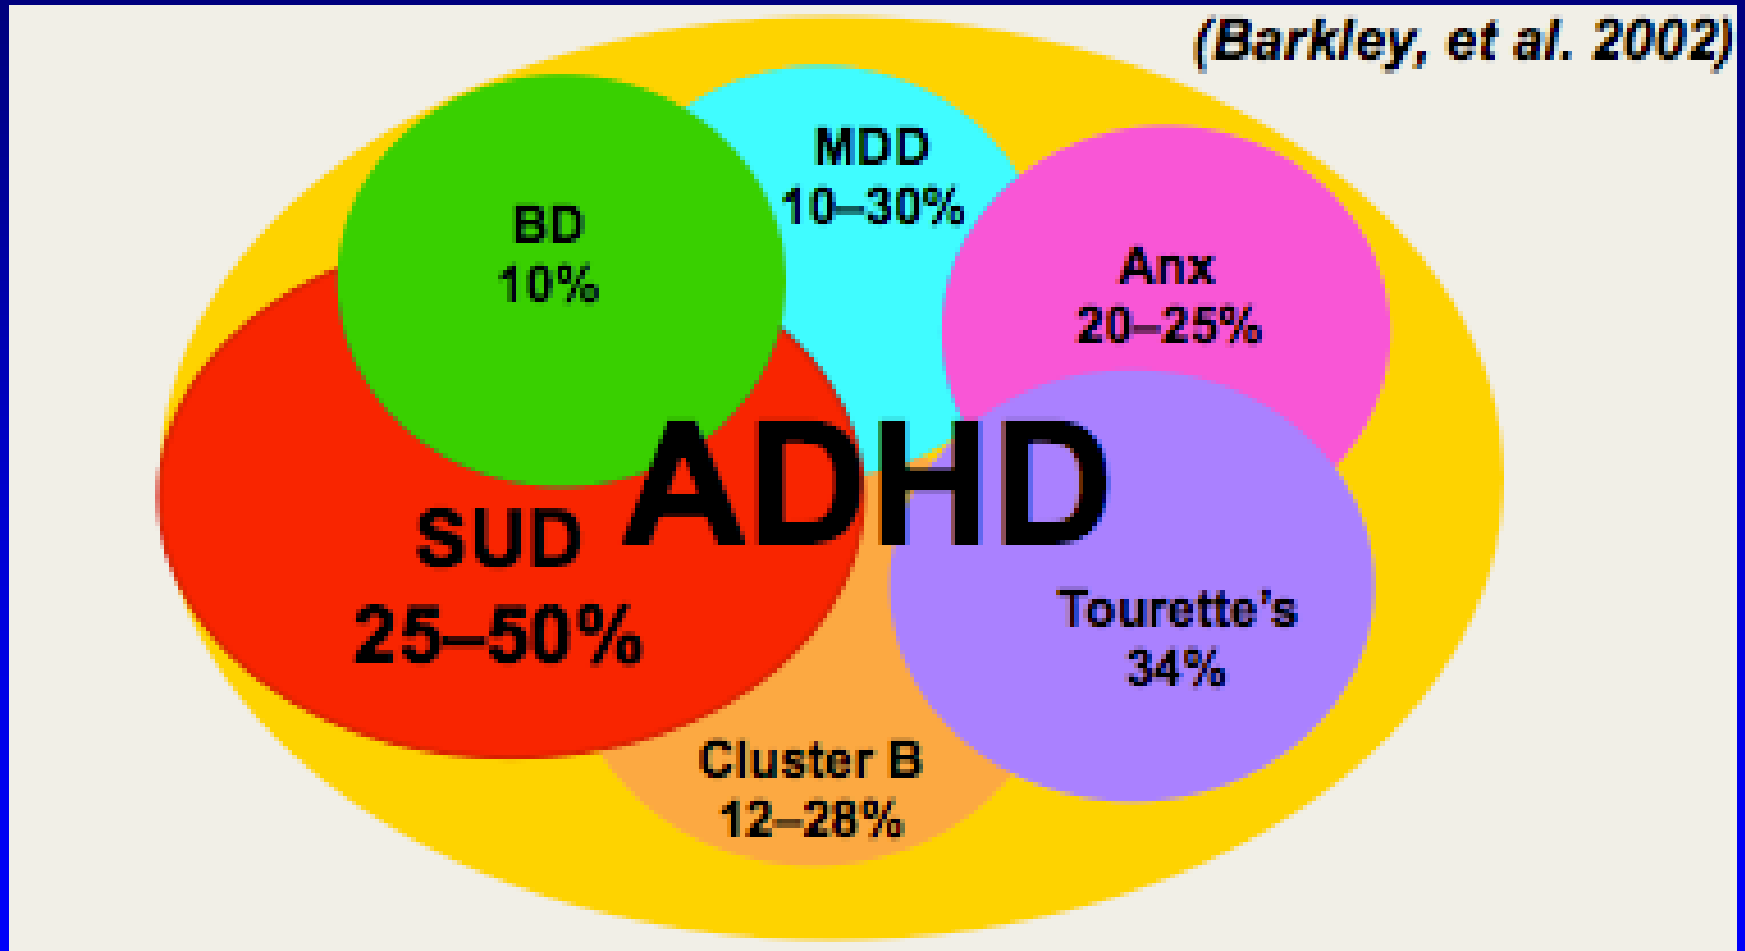 (Barkley, et al. 2002)
MDD
10–30%
BD
10%
Anx
20–25%
ADHD
SUD
25–50%
Tourette’s
34%
Cluster B
12–28%